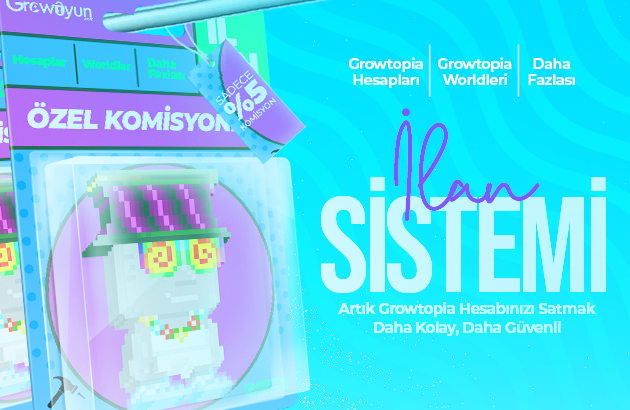 Growoyun
Hesaplar
Worldler
Daha
Fazlası
ÖZEL KOMİSYON
SADECE
%5
KOMİSYON
Growtopia
Hesapları
Growtopia
Worldleri
Daha
Fazlası
İlan
SİSTEMİ
Artık Growtopia Hesabınızı Satmak
Daha Kolay, Daha Güvenli